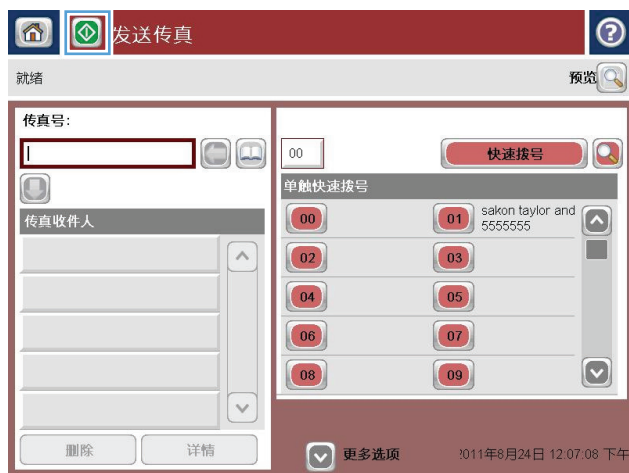 发送传真
就绪
预览
传真号:
00
快速拨号
单触快速拨号
传真收件人
00
01 sakon taylor and
5555555
02
03
04
05
06
07
08
09
删除
详情
更多选项
2011年8月24日 12:07:08 下午